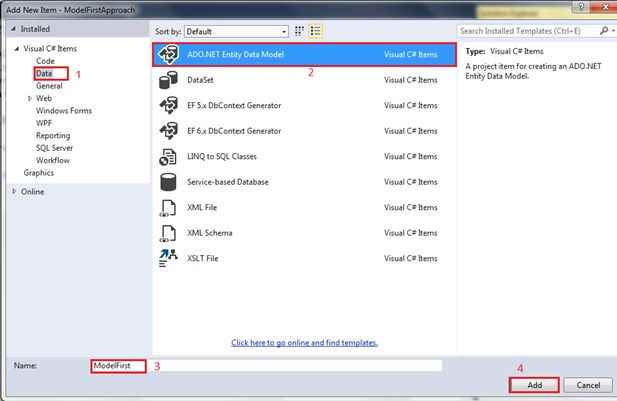 Add New Item - ModelFirstApproach
Installed
Sort by: Default
Search Installed Templates (Ctrl+E)
Visual C# Items
Code
Data 1
General
Web
Windows Forms
WPF
Reporting
SQL Server
Workflow
Graphics
Online
ADO.NET Entity Data Model Visual C# Items
2
DataSet Visual C# Items
EF 5.x DbContext Generator Visual C# Items
EF 6.x DbContext Generator Visual C# Items
LINQ to SQL Classes Visual C# Items
Service-based Database Visual C# Items
XML File Visual C# Items
XML Schema Visual C# Items
XSLT File Visual C# Items
Click here to go online and find templates.
Type: Visual C# Items
A project item for creating an ADO.NET
Entity Data Model.
Name: ModelFirst 3
4
Add Cancel